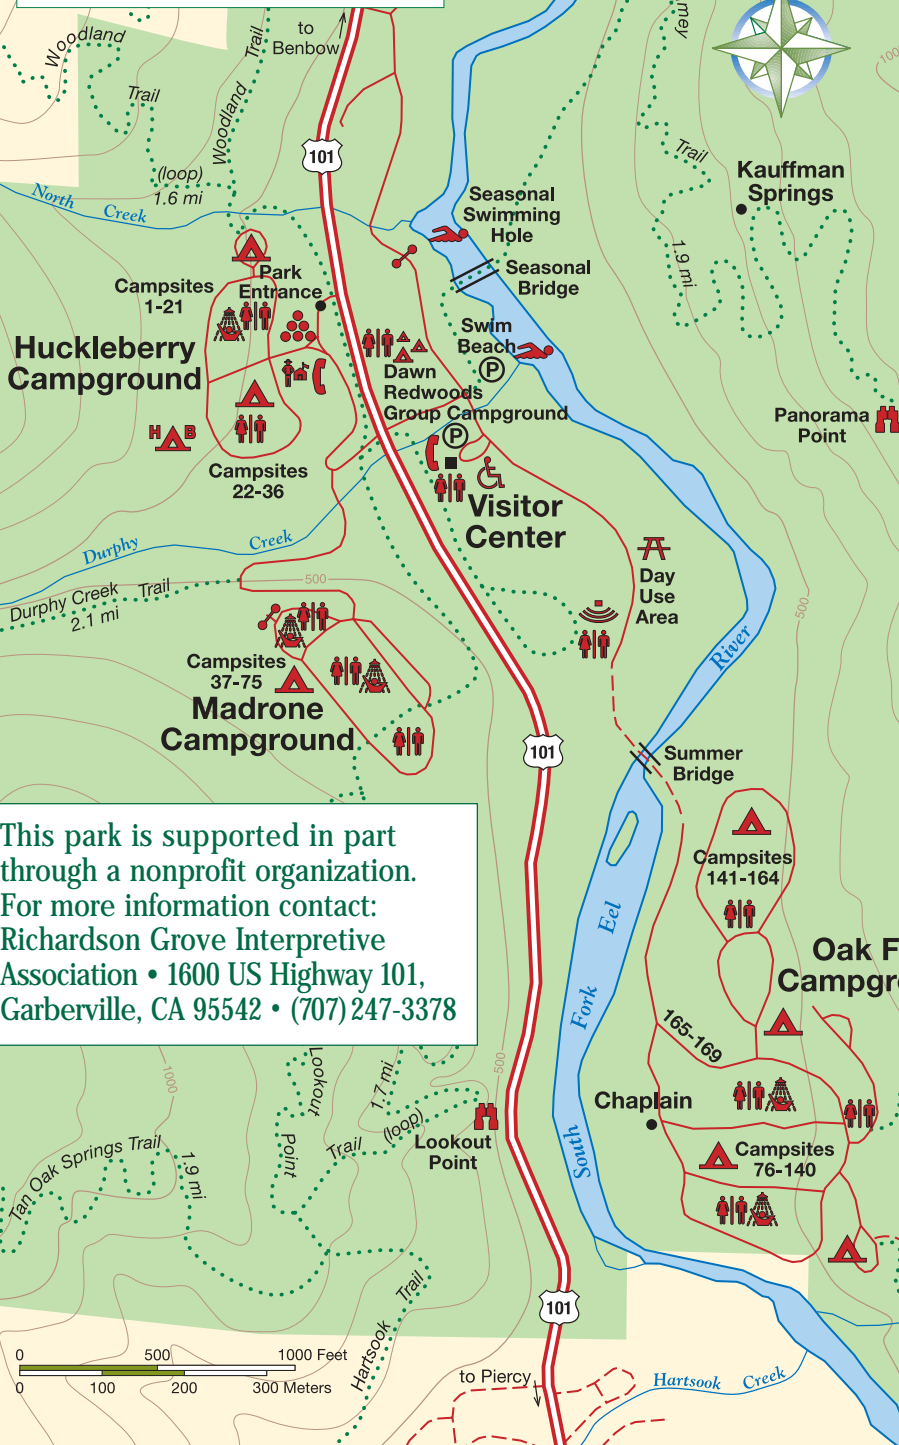 to
Benbow
Woodland
Trail
Woodland
Trail
(loop)
1.6 mi
101
North
Creek
Trail
1.9 mi
Kauffman
Springs
Seasonal
Swimming
Hole
Seasonal
Bridge
Campsites
1-21
Park
Entrance
Huckleberry
Campground
Swim
Beach
P
Dawn
Redwoods
Group Campground
P
Panorama
Point
H B
Campsites
22-36
Visitor
Center
Durphy
Creek
Durphy Creek Trail
2.1 mi
500
Day
Use
Area
500
River
Campsites
37-75
Madrone
Campground
101
Summer
Bridge
This park is supported in part
through a nonprofit organization.
For more information contact:
Richardson Grove Interpretive
Association • 1600 US Highway 101,
Garberville, CA 95542 • (707) 247-3378
Campsites
141-164
Eel
Fork
South
165-169
Chaplain
Campsites
76-140
1000
500
Lookout
Point
Trail
(loop)
1.7 mi
Lookout
Point
Tan Oak Springs Trail
1.9 mi
Hartsook
Trail
101
0 500 1000 Feet
0 100 200 300 Meters
to Piercy
Hartsook Creek